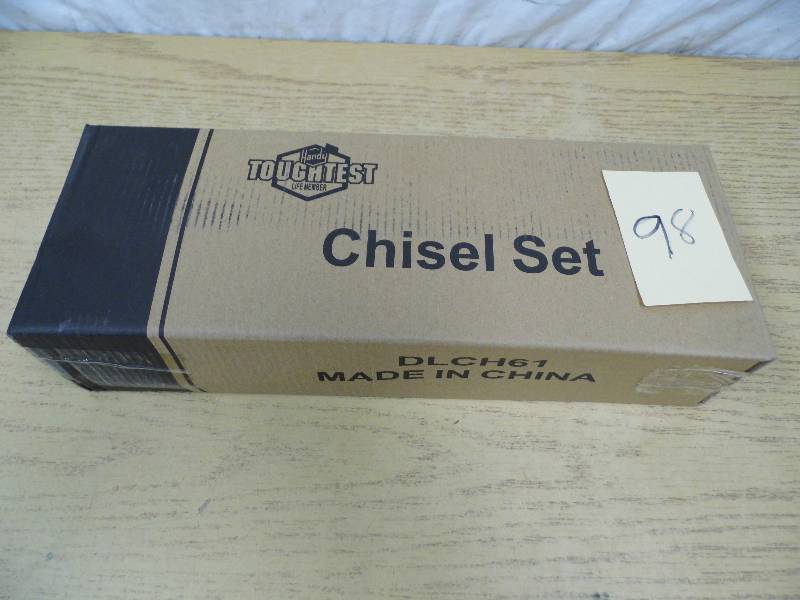 Handy
TOUGHTEST
LIFE MEMBER
Chisel Set
98
DLCH61
MADE IN CHINA